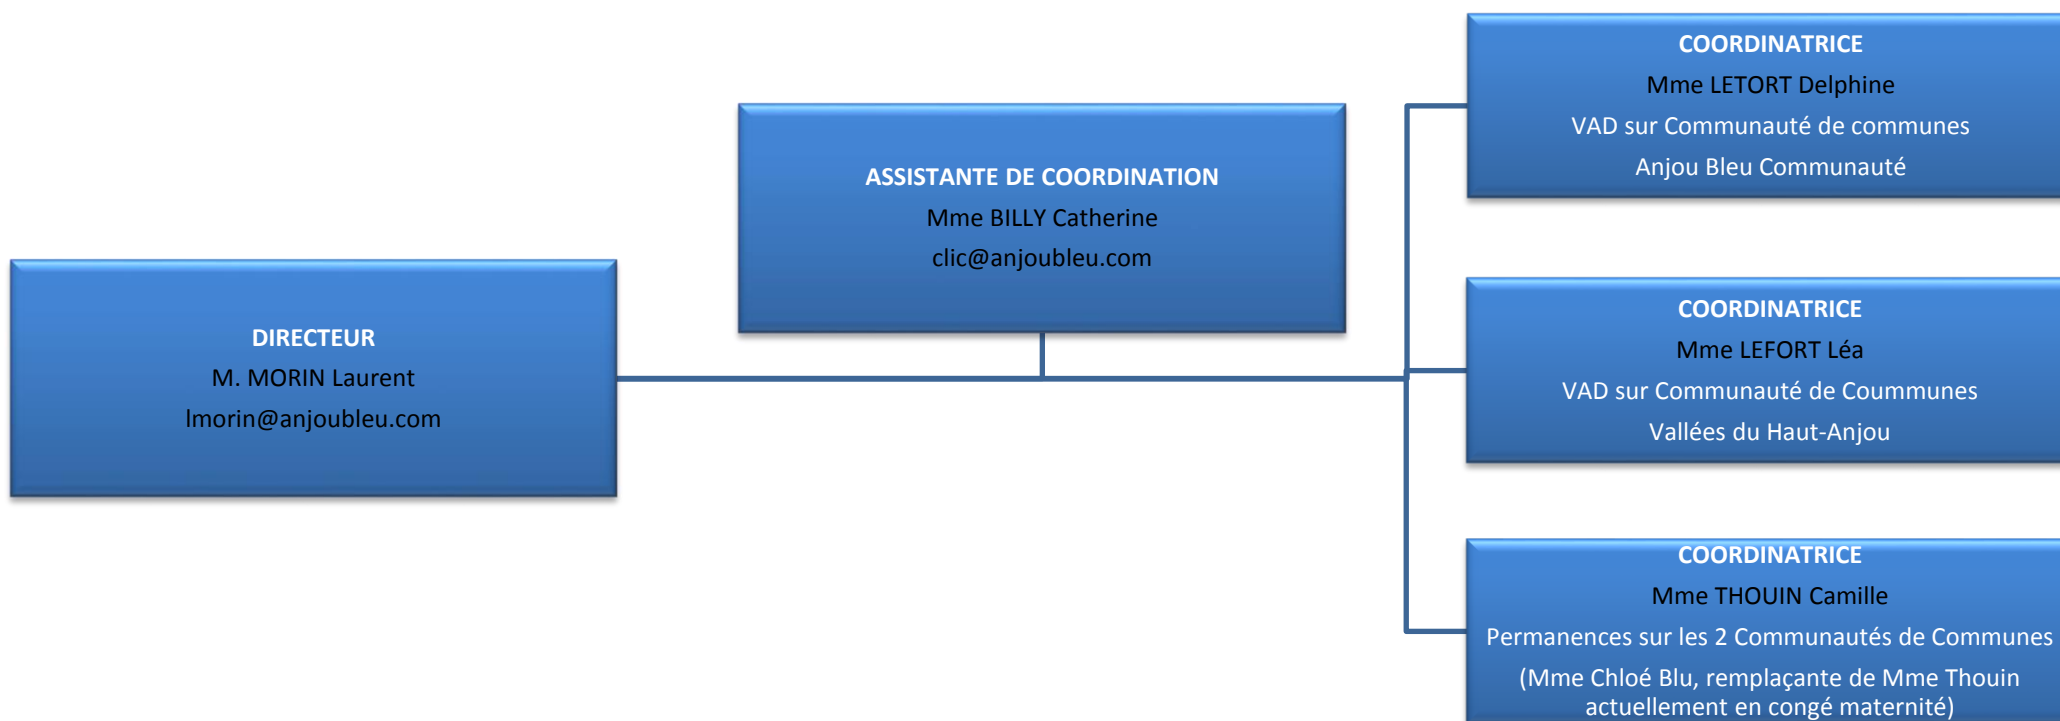 DIRECTEUR
M. MORIN Laurent
lmorin@anjoubleu.com
ASSISTANTE DE COORDINATION
Mme BILLY Catherine
clic@anjoubleu.com
COORDINATRICE
Mme LETORT Delphine
VAD sur Communauté de communes
Anjou Bleu Communauté
COORDINATRICE
Mme LEFORT Léa
VAD sur Communauté de Coummunes
Vallées du Haut-Anjou
COORDINATRICE
Mme THOUIN Camille
Permanences sur les 2 Communautés de Communes
(Mme Chloé Blu, remplaçante de Mme Thouin
actuellement en congé maternité)